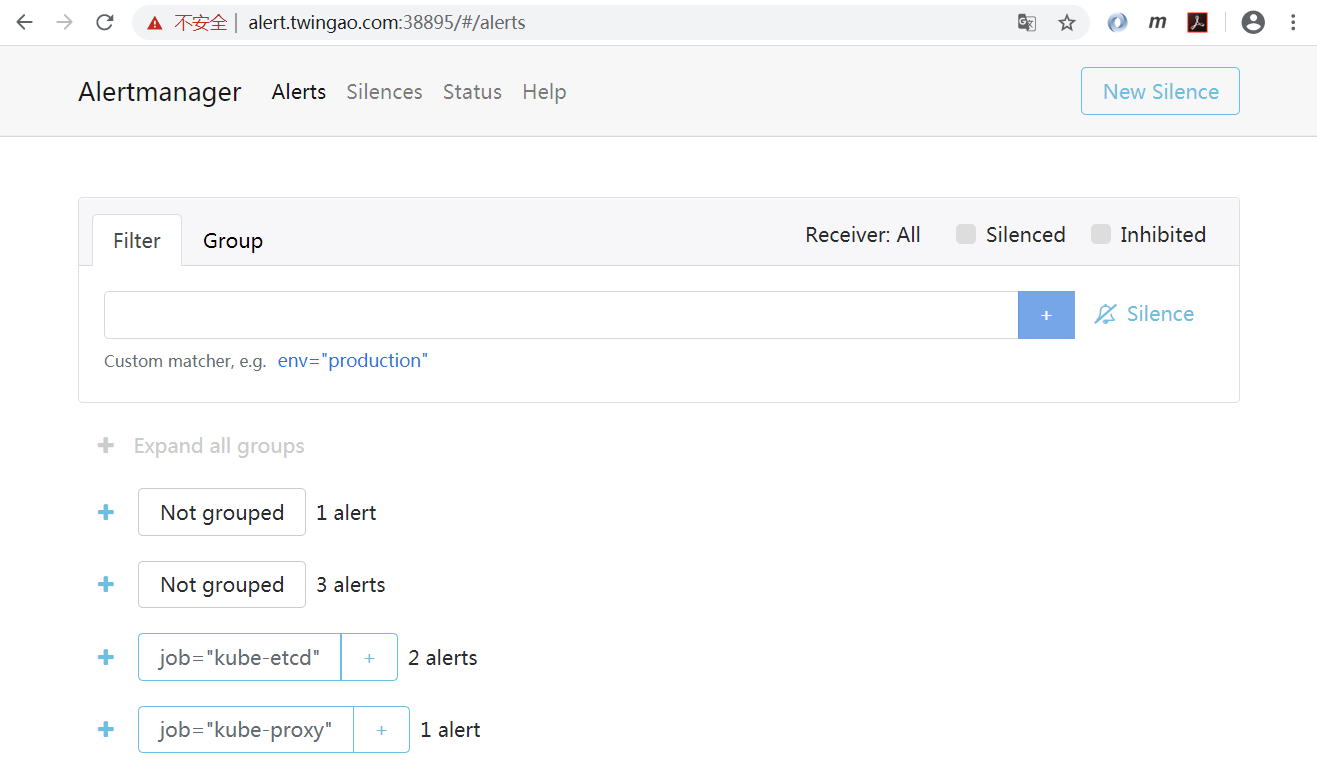 不安全 | alert.twingao.com:38895/#/alerts
Alertmanager Alerts Silences Status Help New Silence
Filter Group Receiver: All Silenced Inhibited
+ Silence
Custom matcher, e.g. env="production"
+ Expand all groups
+ Not grouped 1 alert
+ Not grouped 3 alerts
+ job="kube-etcd" + 2 alerts
+ job="kube-proxy" + 1 alert